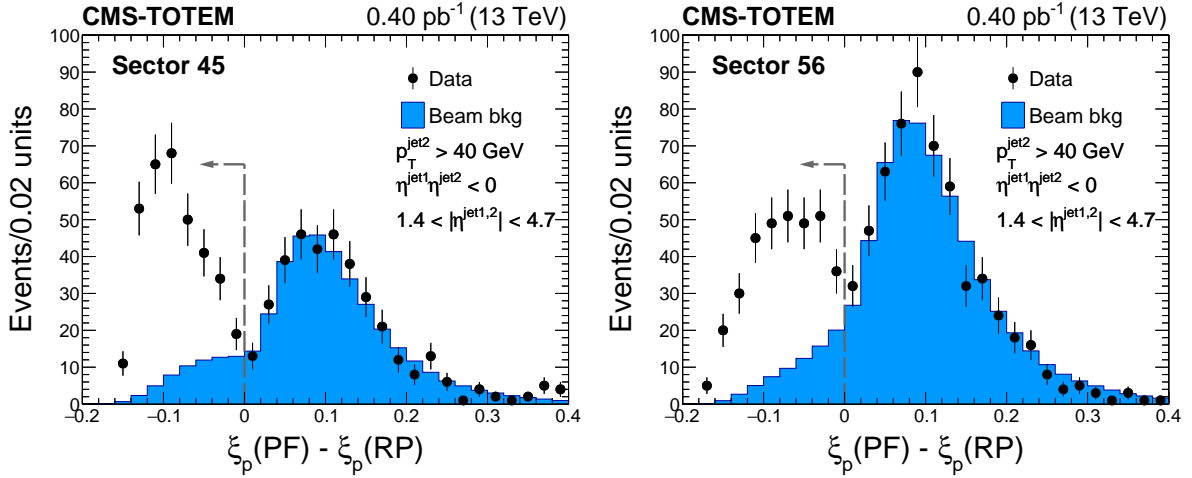 CMS-TOTEM 0.40 pb⁻¹ (13 TeV)
Sector 45
Data
Beam bkg
p_T^jet2 > 40 GeV
η^jet1 η^jet2 < 0
1.4 < |η^jet1,2| < 4.7
Events/0.02 units
100
90
80
70
60
50
40
30
20
10
0
−0.2 −0.1 0 0.1 0.2 0.3 0.4
ξ_p(PF) - ξ_p(RP)
CMS-TOTEM 0.40 pb⁻¹ (13 TeV)
Sector 56
Data
Beam bkg
p_T^jet2 > 40 GeV
η^jet1 η^jet2 < 0
1.4 < |η^jet1,2| < 4.7
Events/0.02 units
100
90
80
70
60
50
40
30
20
10
0
−0.2 −0.1 0 0.1 0.2 0.3 0.4
ξ_p(PF) - ξ_p(RP)